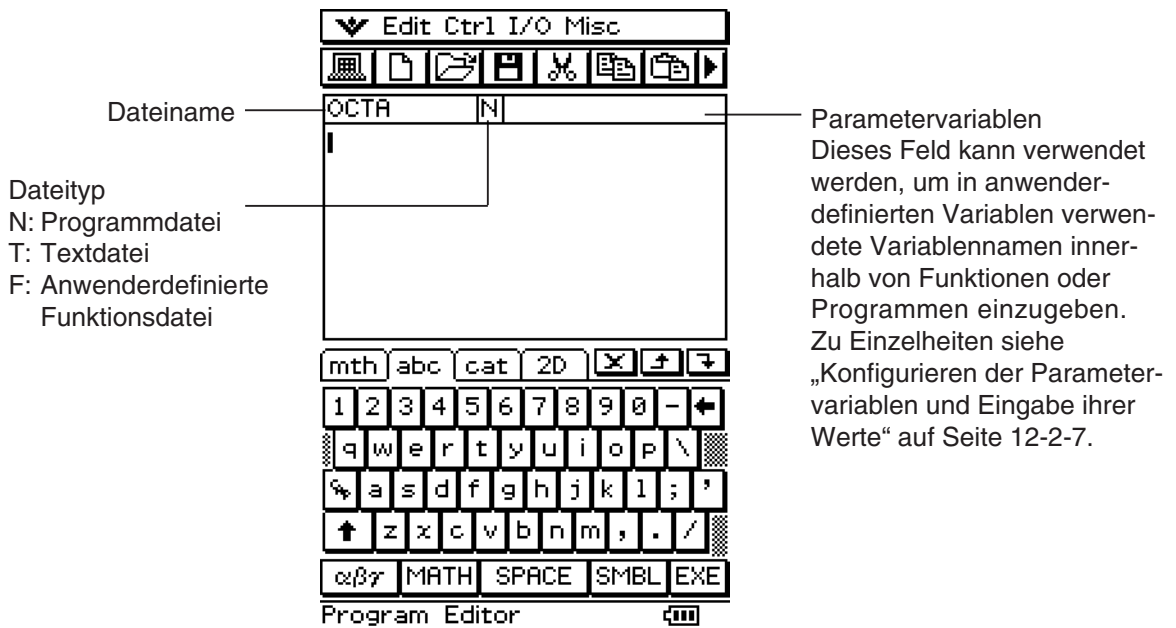 Edit Ctrl I/O Misc
Dateiname
OCTA N
Dateityp
N: Programmdatei
T: Textdatei
F: Anwenderdefinierte
Funktionsdatei
Parametervariablen
Dieses Feld kann verwendet
werden, um in anwender-
definierten Variablen verwen-
dete Variablennamen inner-
halb von Funktionen oder
Programmen einzugeben.
Zu Einzelheiten siehe
„Konfigurieren der Parameter-
variablen und Eingabe ihrer
Werte“ auf Seite 12-2-7.
mth abc cat 2D
1 2 3 4 5 6 7 8 9 0 -
q w e r t y u i o p \
a s d f g h j k l ; '
z x c v b n m , . /
αβγ MATH SPACE SMBL EXE
Program Editor